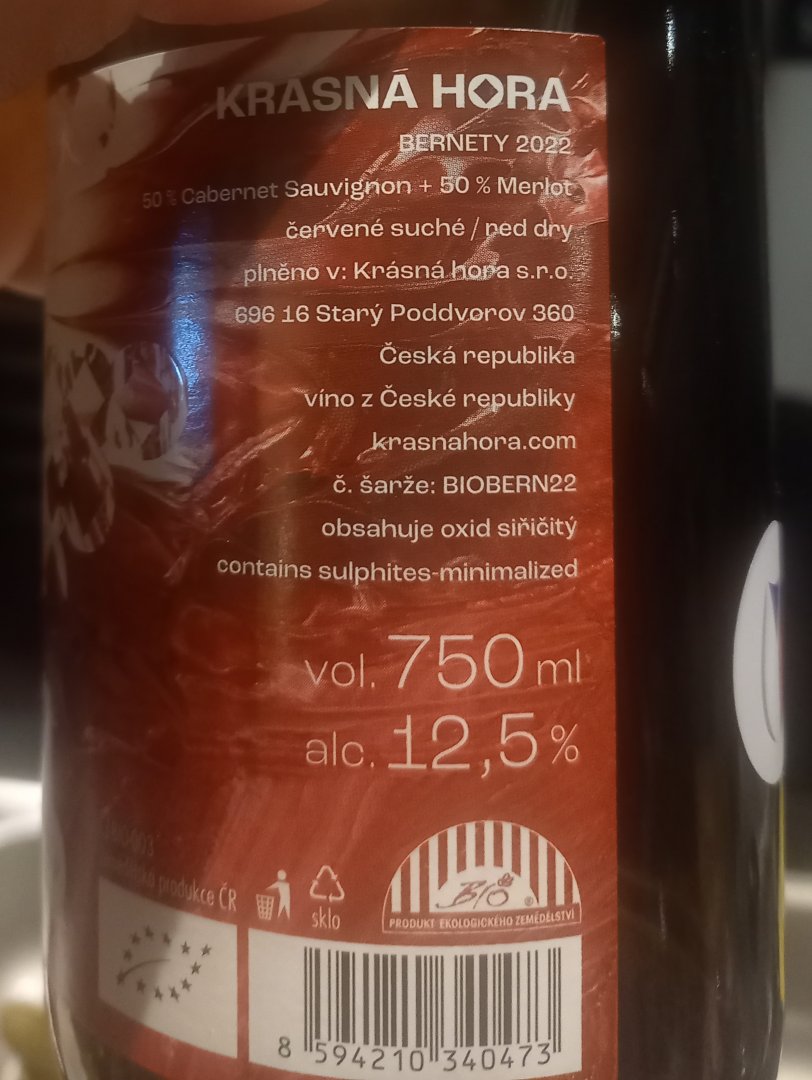 KRÁSNÁ HORA
BERNETY 2022
50 % Cabernet Sauvignon + 50 % Merlot
červené suché / red dry
plněno v: Krásná hora s.r.o.
696 16 Starý Poddvorov 360
Česká republika
víno z České republiky
krasnahora.com
č. šarže: BIOBERN22
obsahuje oxid siřičitý
contains sulphites-minimalized
vol. 750 ml
alc. 12,5 %
produkce ČR
sklo
BIO ®
PRODUKT EKOLOGICKÉHO ZEMĚDĚLSTVÍ
8 594210 340473